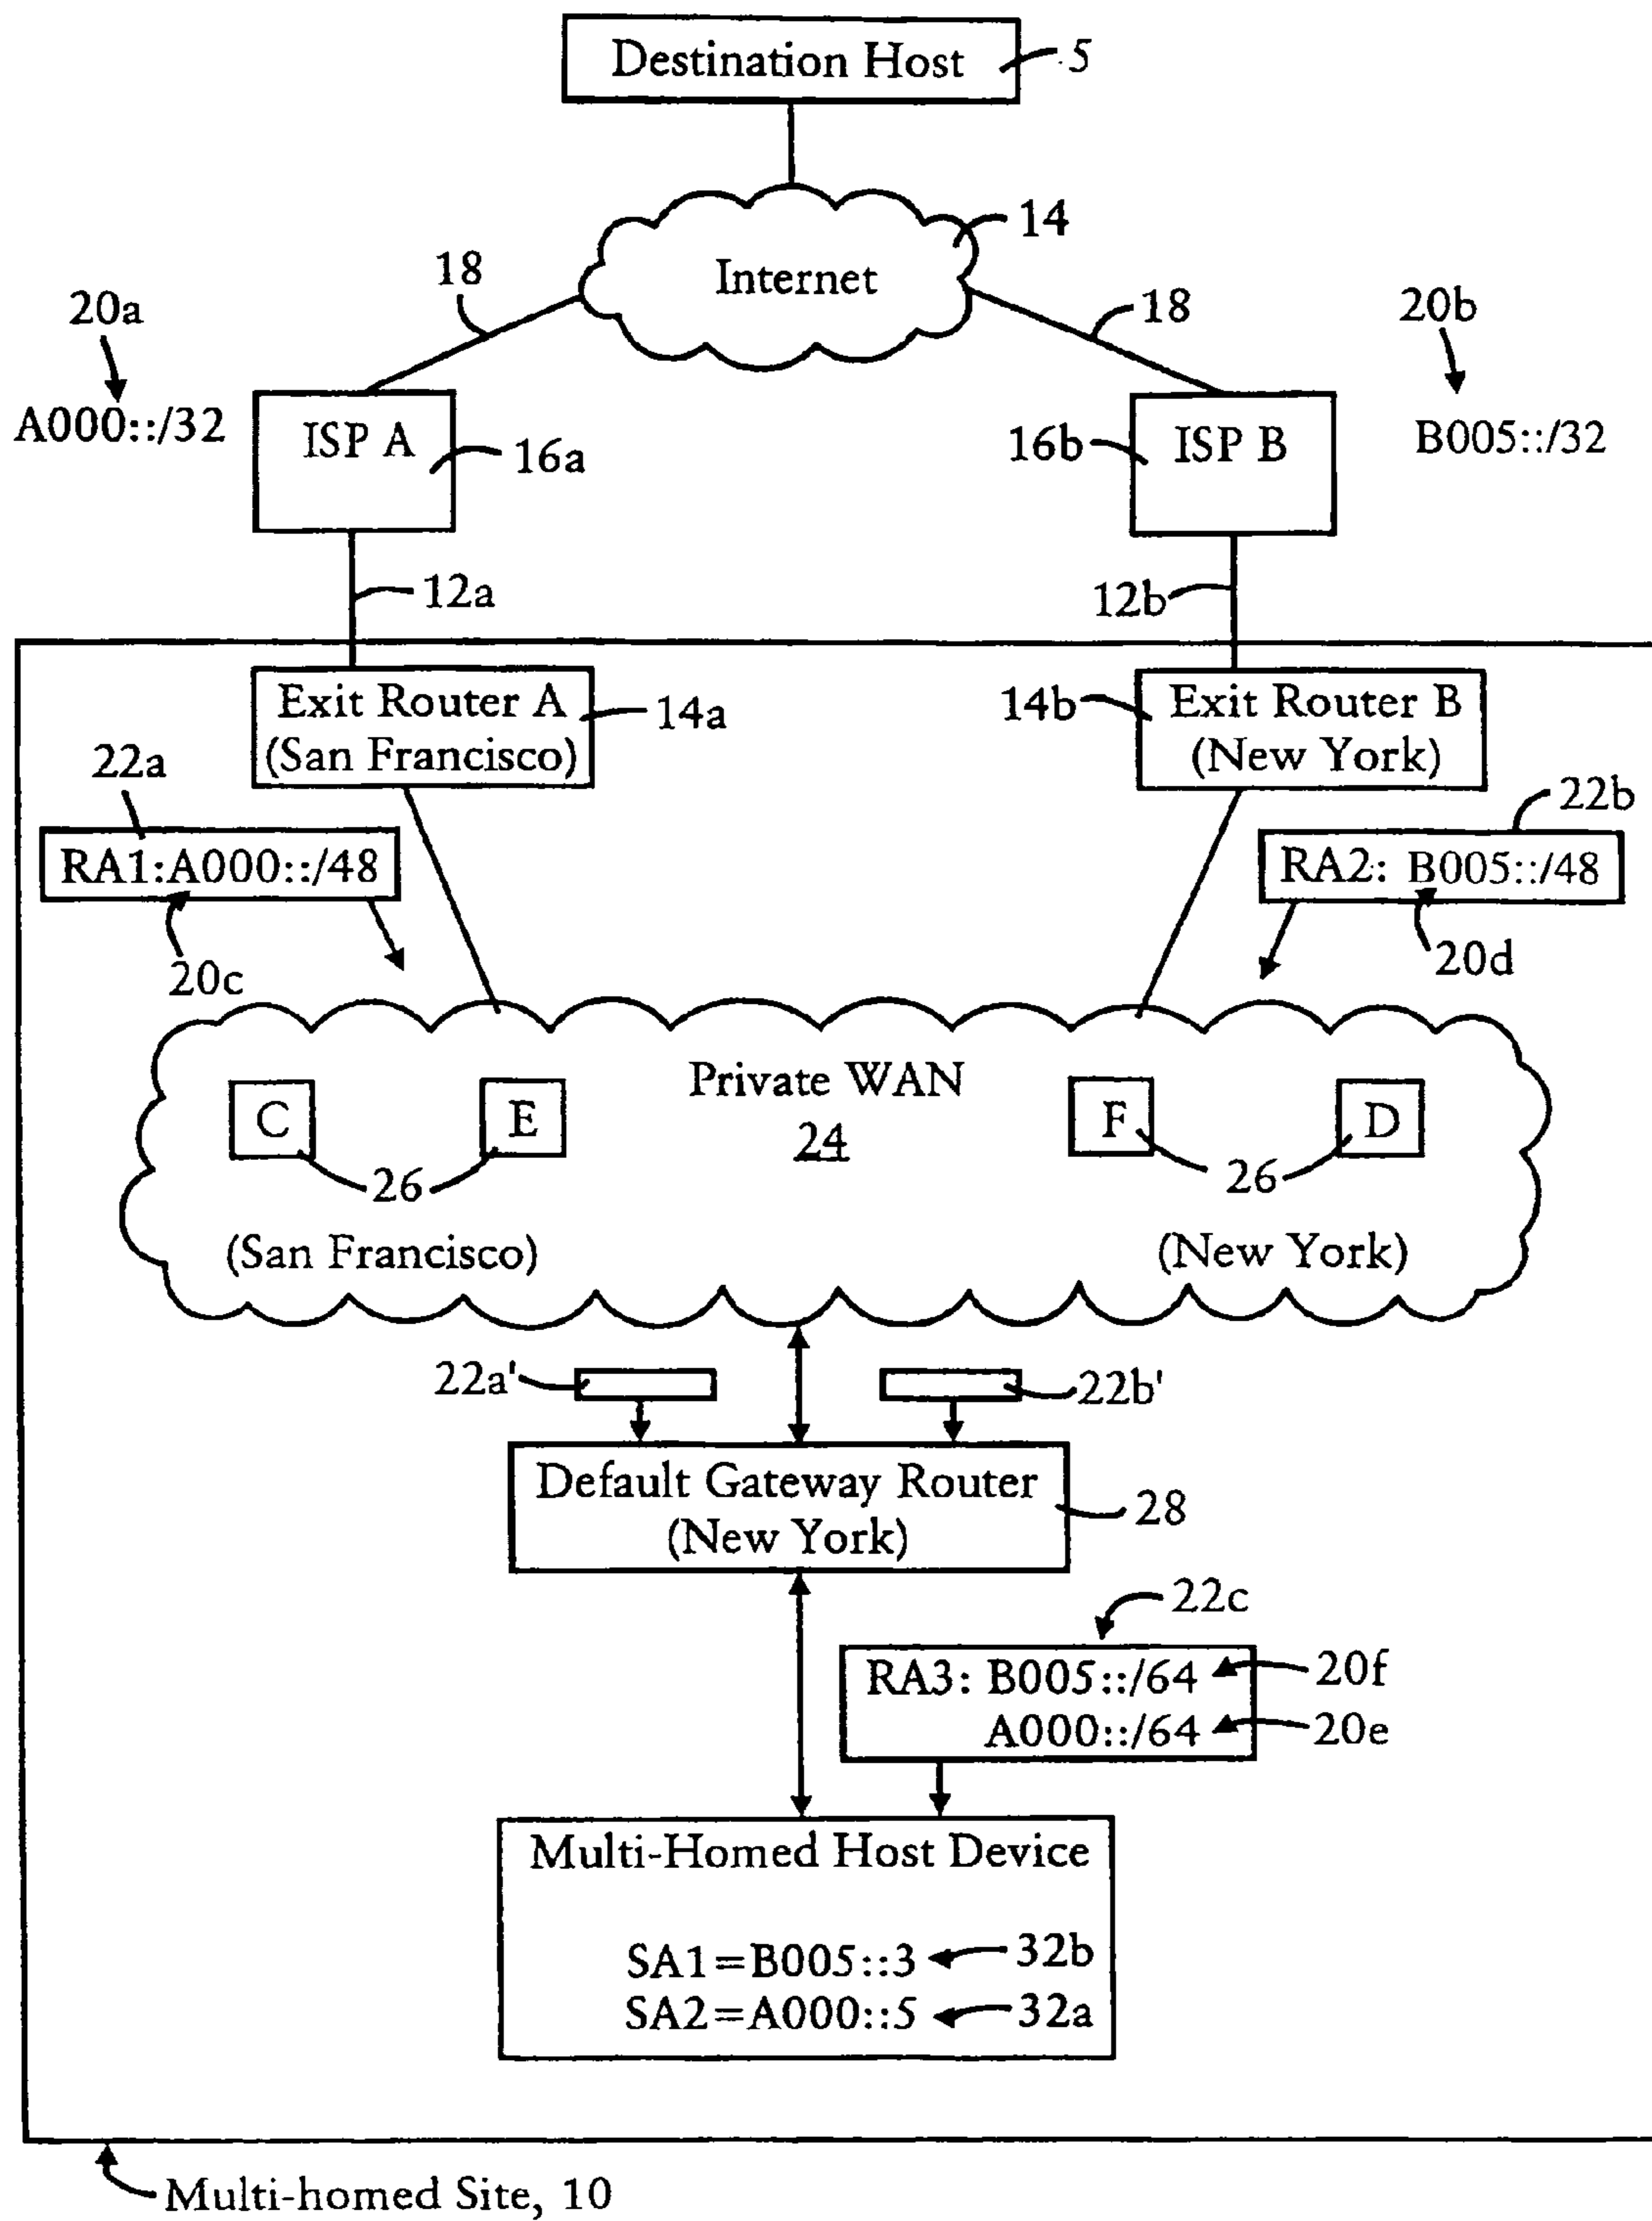 Destination Host
5
14
Internet
18
18
20a
20b
A000::/32
ISP A
16a
16b
ISP B
B005::/32
12a
12b
Exit Router A
(San Francisco)
14a
14b
Exit Router B
(New York)
22a
22b
RA1:A000::/48
RA2: B005::/48
20c
20d
Private WAN
24
C
E
F
D
26
26
(San Francisco)
(New York)
22a'
22b'
Default Gateway Router
(New York)
28
22c
RA3: B005::/64
20f
A000::/64
20e
Multi-Homed Host Device
SA1=B005::3
32b
SA2=A000::5
32a
Multi-homed Site, 10